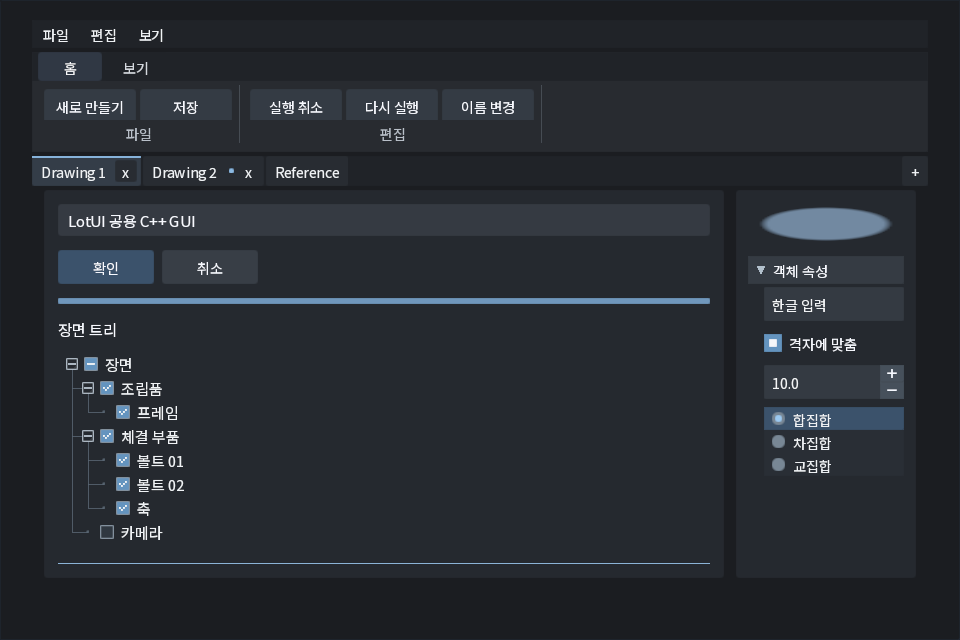 파일 편집 보기
홈 보기
새로 만들기 저장 실행 취소 다시 실행 이름 변경
파일 편집
Drawing 1 x Drawing 2 x Reference +
LotUI 공용 C++ GUI
확인 취소
장면 트리
장면
조립품
프레임
체결 부품
볼트 01
볼트 02
축
카메라
객체 속성
한글 입력
격자에 맞춤
10.0 + −
합집합
차집합
교집합